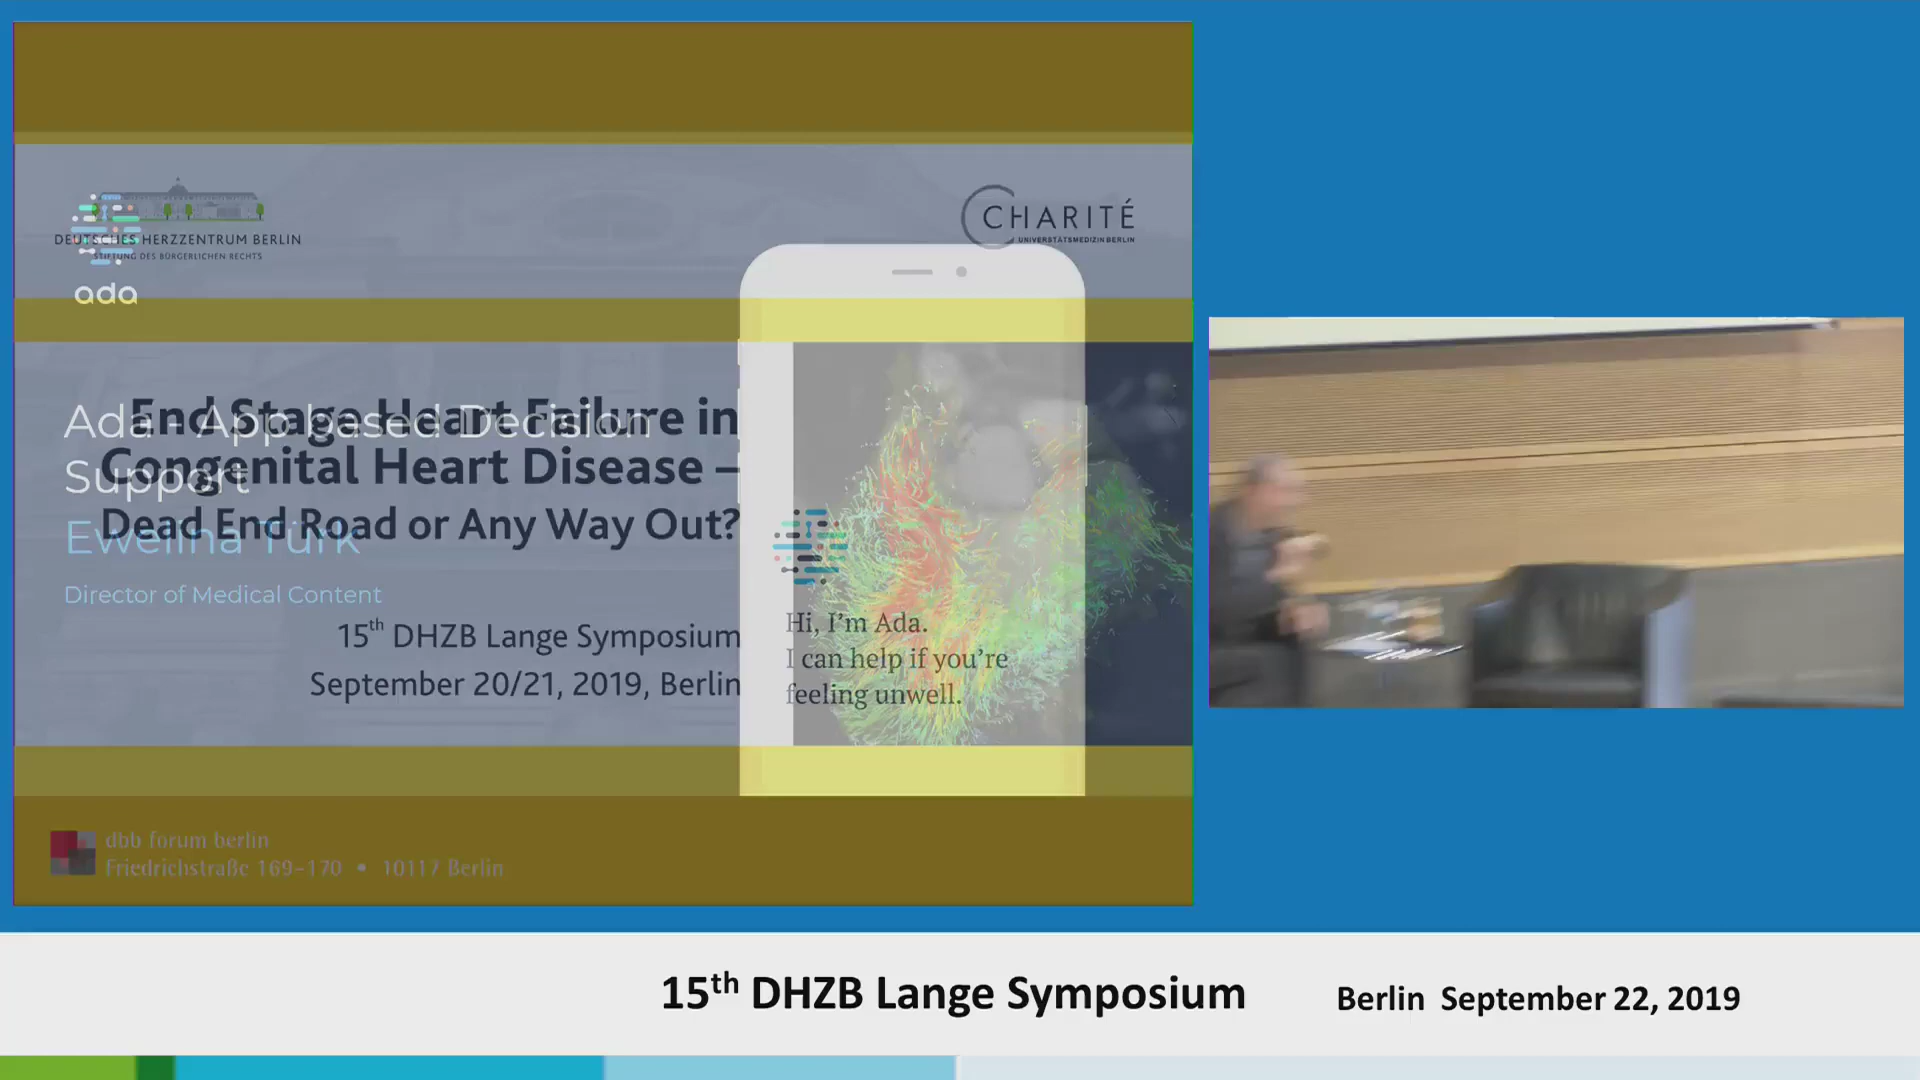 DEUTSCHES HERZZENTRUM BERLIN
STIFTUNG DES BÜRGERLICHEN RECHTS
CHARITÉ
UNIVERSITÄTSMEDIZIN BERLIN
ada
End Stage Heart Failure in
Congenital Heart Disease –
Dead End Road or Any Way Out?
15th DHZB Lange Symposium
September 20/21, 2019, Berlin
Ada - App based Decision
Support
Ewelina Türk
Director of Medical Content
Hi, I'm Ada.
I can help if you're
feeling unwell.
dbb forum berlin
Friedrichstraße 169–170 • 10117 Berlin
15th DHZB Lange Symposium
Berlin September 22, 2019